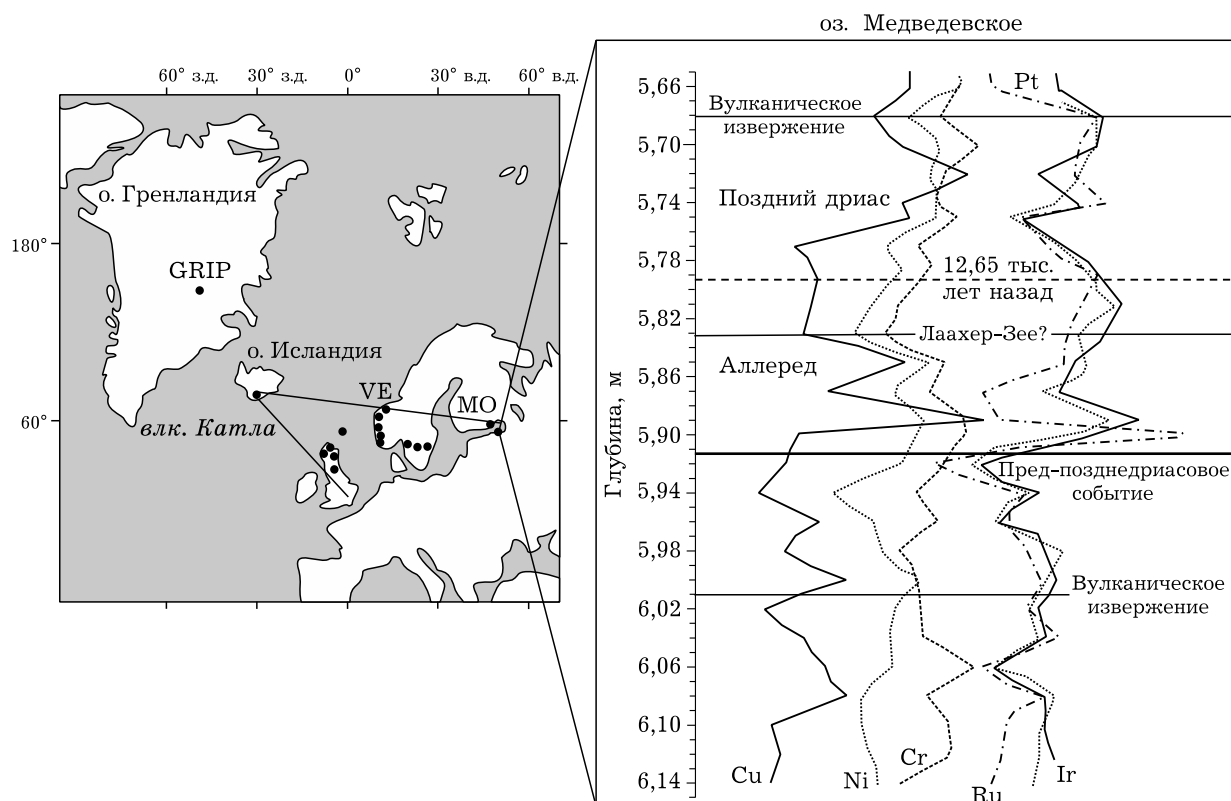 оз. Медведевское
60° з.д.
30° з.д.
0°
30° в.д.
60° в.д.
180°
60°
о. Гренландия
GRIP
о. Исландия
VE
MO
влк. Катла
Глубина, м
5,66
5,70
5,74
5,78
5,82
5,86
5,90
5,94
5,98
6,02
6,06
6,10
6,14
Pt
Вулканическое
извержение
Поздний дриас
12,65 тыс.
лет назад
Лаахер-Зее?
Аллеред
Пред-позднедриасовое
событие
Вулканическое
извержение
Cu
Ni
Cr
Ru
Ir